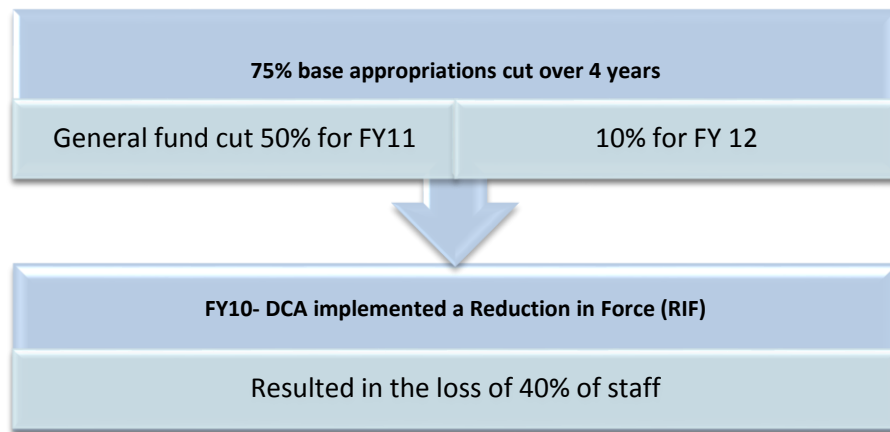 75% base appropriations cut over 4 years
General fund cut 50% for FY11
10% for FY 12
FY10- DCA implemented a Reduction in Force (RIF)
Resulted in the loss of 40% of staff